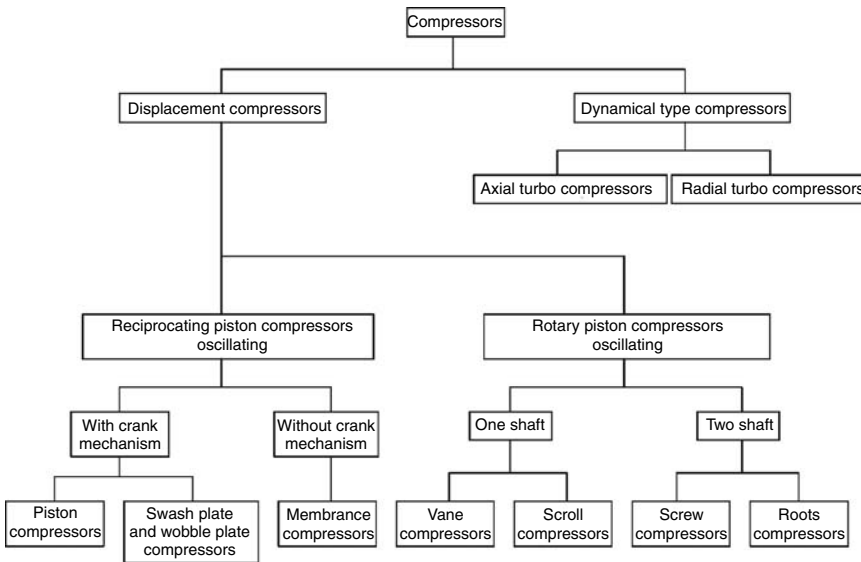 Compressors
Displacement compressors
Dynamical type compressors
Axial turbo compressors
Radial turbo compressors
Reciprocating piston compressors
oscillating
Rotary piston compressors
oscillating
With crank
mechanism
Without crank
mechanism
One shaft
Two shaft
Piston
compressors
Swash plate
and wobble plate
compressors
Membrance
compressors
Vane
compressors
Scroll
compressors
Screw
compressors
Roots
compressors